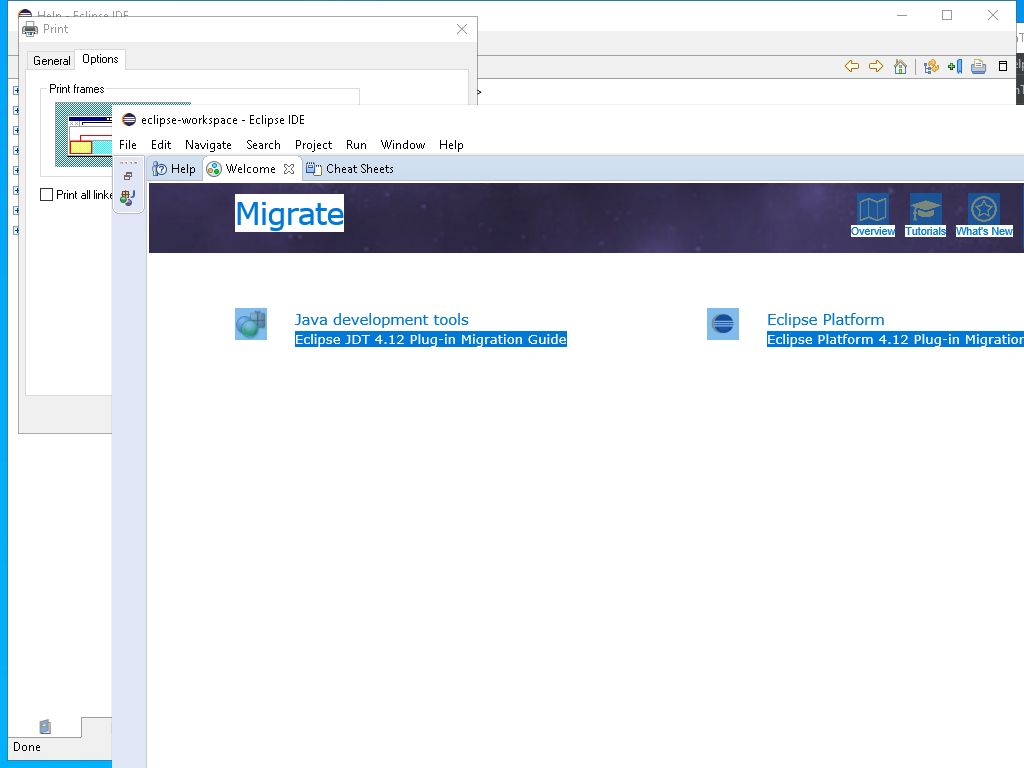 Help - Eclipse IDE
Print
General
Options
Print frames
Print all linke
eclipse-workspace - Eclipse IDE
File Edit Navigate Search Project Run Window Help
Help Welcome Cheat Sheets
Migrate
Overview Tutorials What's New
Java development tools
Eclipse JDT 4.12 Plug-in Migration Guide
Eclipse Platform
Eclipse Platform 4.12 Plug-in Migration
Done